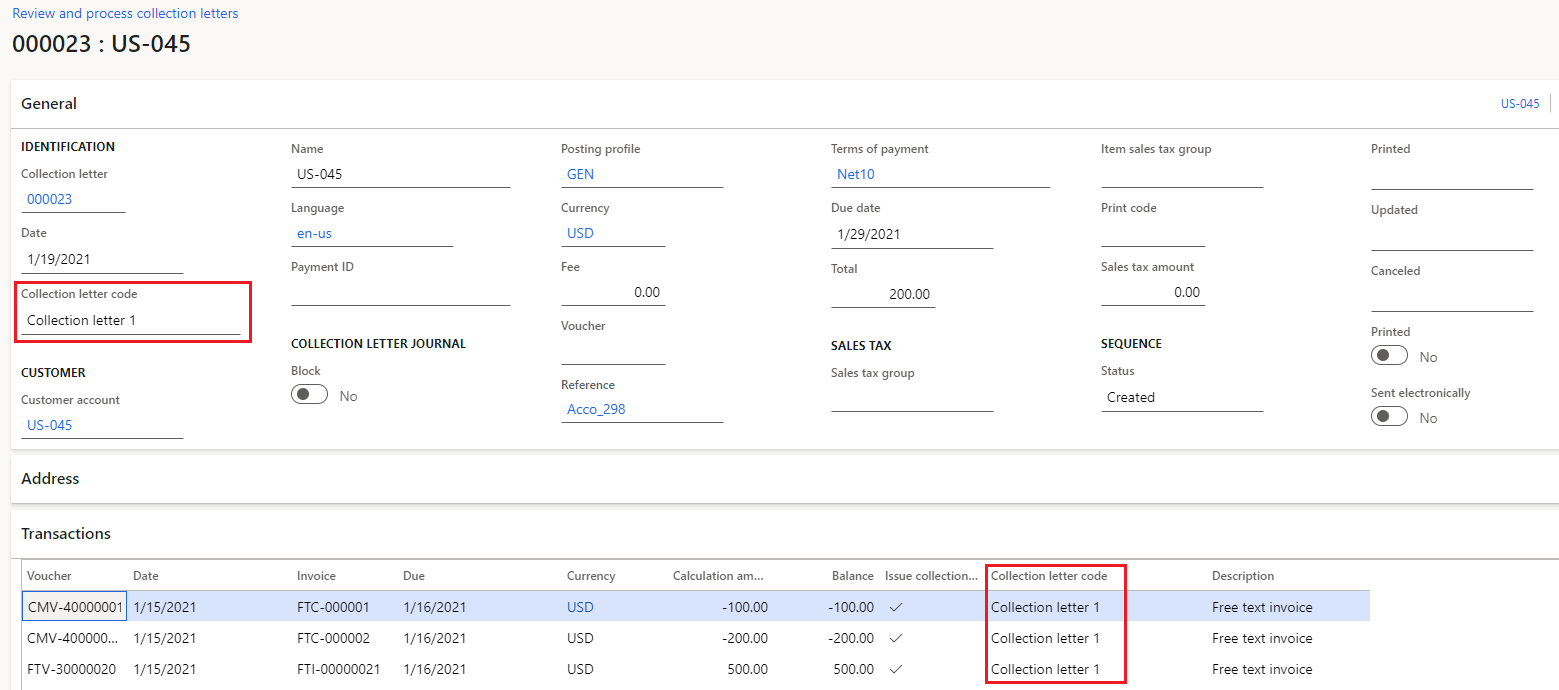 Review and process collection letters
000023 : US-045
General
US-045
IDENTIFICATION
Collection letter
000023
Date
1/19/2021
Collection letter code
Collection letter 1
CUSTOMER
Customer account
US-045
Name
US-045
Language
en-us
Payment ID
COLLECTION LETTER JOURNAL
Block
No
Posting profile
GEN
Currency
USD
Fee
0.00
Voucher
Reference
Acco_298
Terms of payment
Net10
Due date
1/29/2021
Total
200.00
SALES TAX
Sales tax group
Item sales tax group
Print code
Sales tax amount
0.00
SEQUENCE
Status
Created
Printed
Updated
Canceled
Printed
No
Sent electronically
No
Address
Transactions
Voucher Date Invoice Due Currency Calculation am... Balance Issue collection... Collection letter code Description
CMV-40000001 1/15/2021 FTC-000001 1/16/2021 USD -100.00 -100.00 Collection letter 1 Free text invoice
CMV-400000... 1/15/2021 FTC-000002 1/16/2021 USD -200.00 -200.00 Collection letter 1 Free text invoice
FTV-30000020 1/15/2021 FTI-00000021 1/16/2021 USD 500.00 500.00 Collection letter 1 Free text invoice